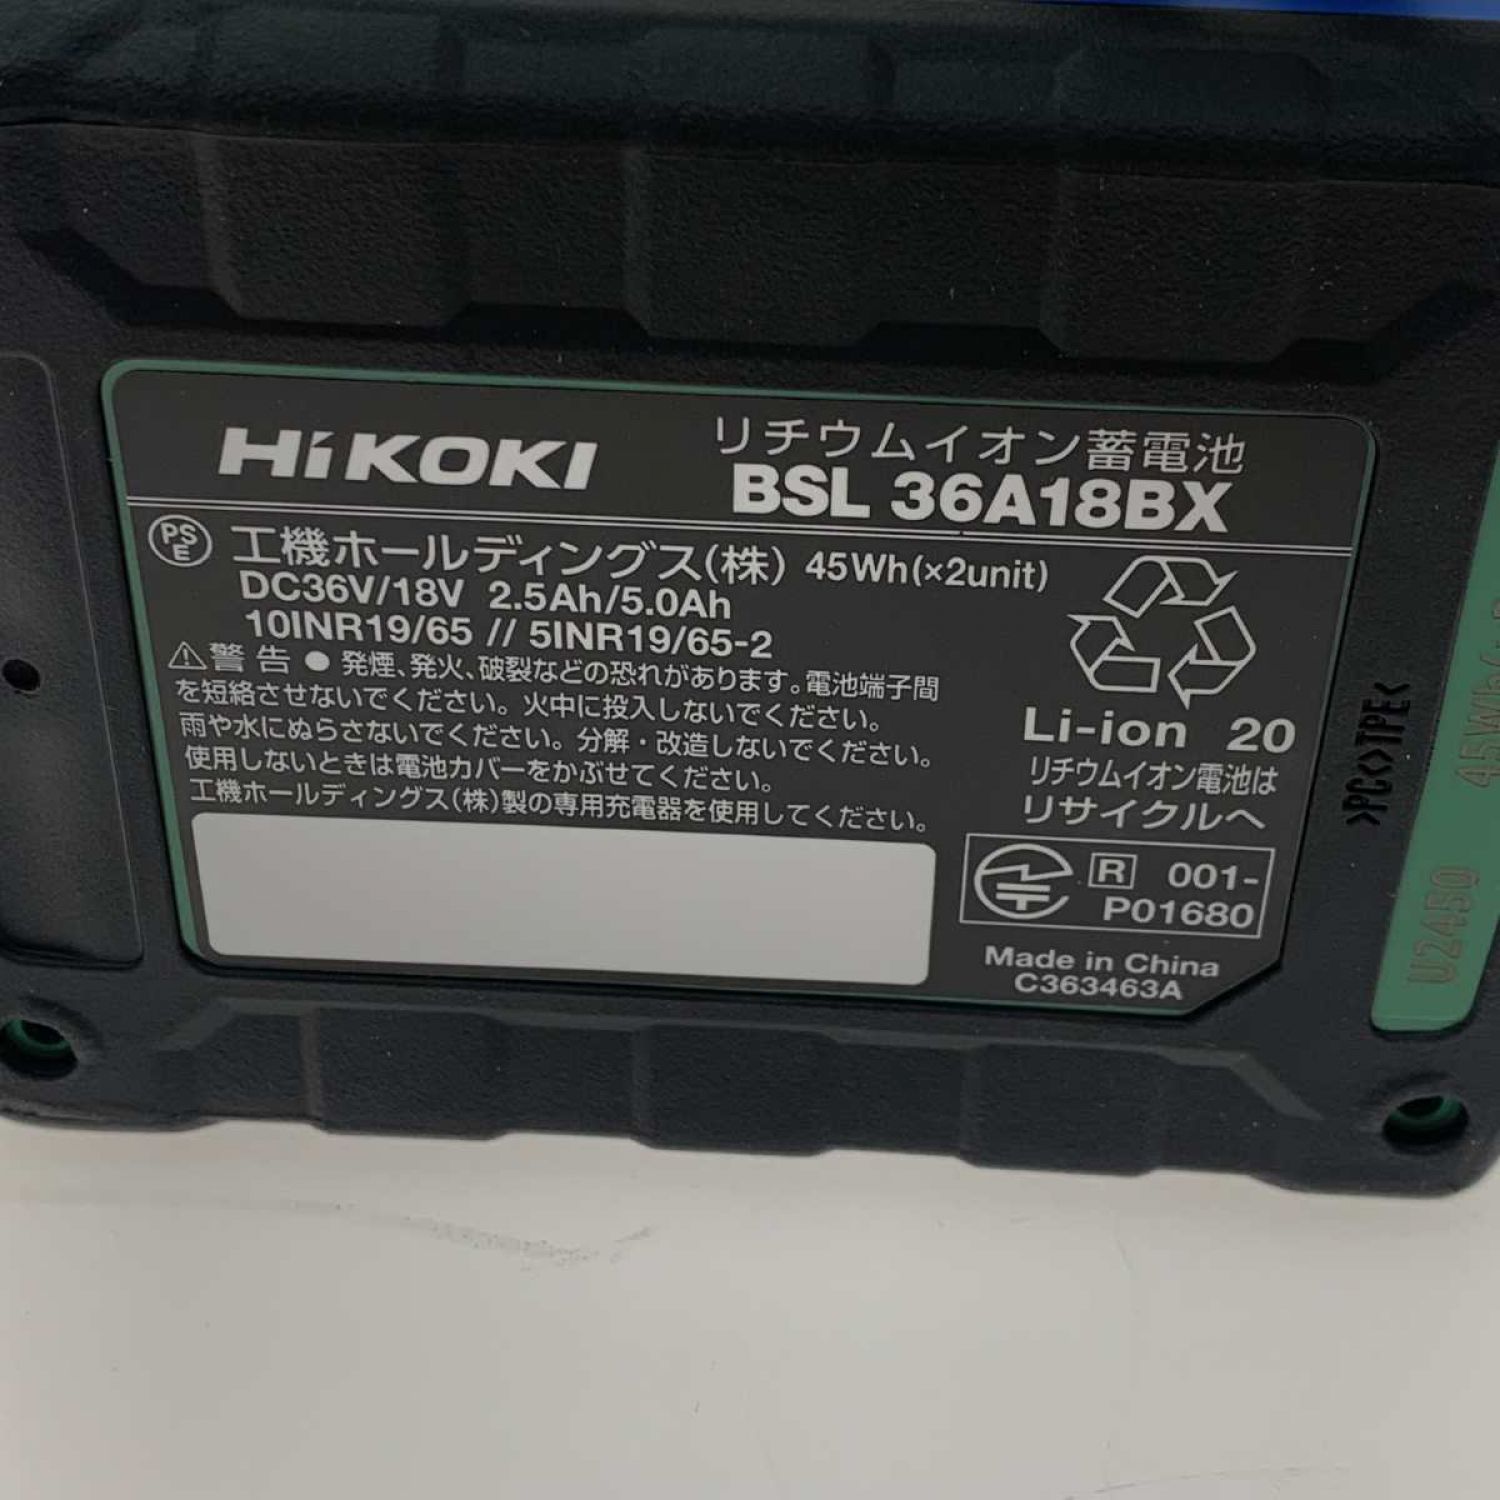 HiKOKI
リチウムイオン蓄電池
BSL 36A18BX
PSE
工機ホールディングス(株) 45Wh(×2unit)
DC36V/18V 2.5Ah/5.0Ah
10INR19/65 // 5INR19/65-2
警告 ● 発煙、発火、破裂などの恐れがあります。電池端子間
を短絡させないでください。火中に投入しないでください。
雨や水にぬらさないでください。分解・改造しないでください。
使用しないときは電池カバーをかぶせてください。
工機ホールディングス(株)製の専用充電器を使用してください。
Li-ion 20
リチウムイオン電池は
リサイクルへ
R 001-
P01680
Made in China
C363463A
>PC<>TPE<
45Wh
U2450